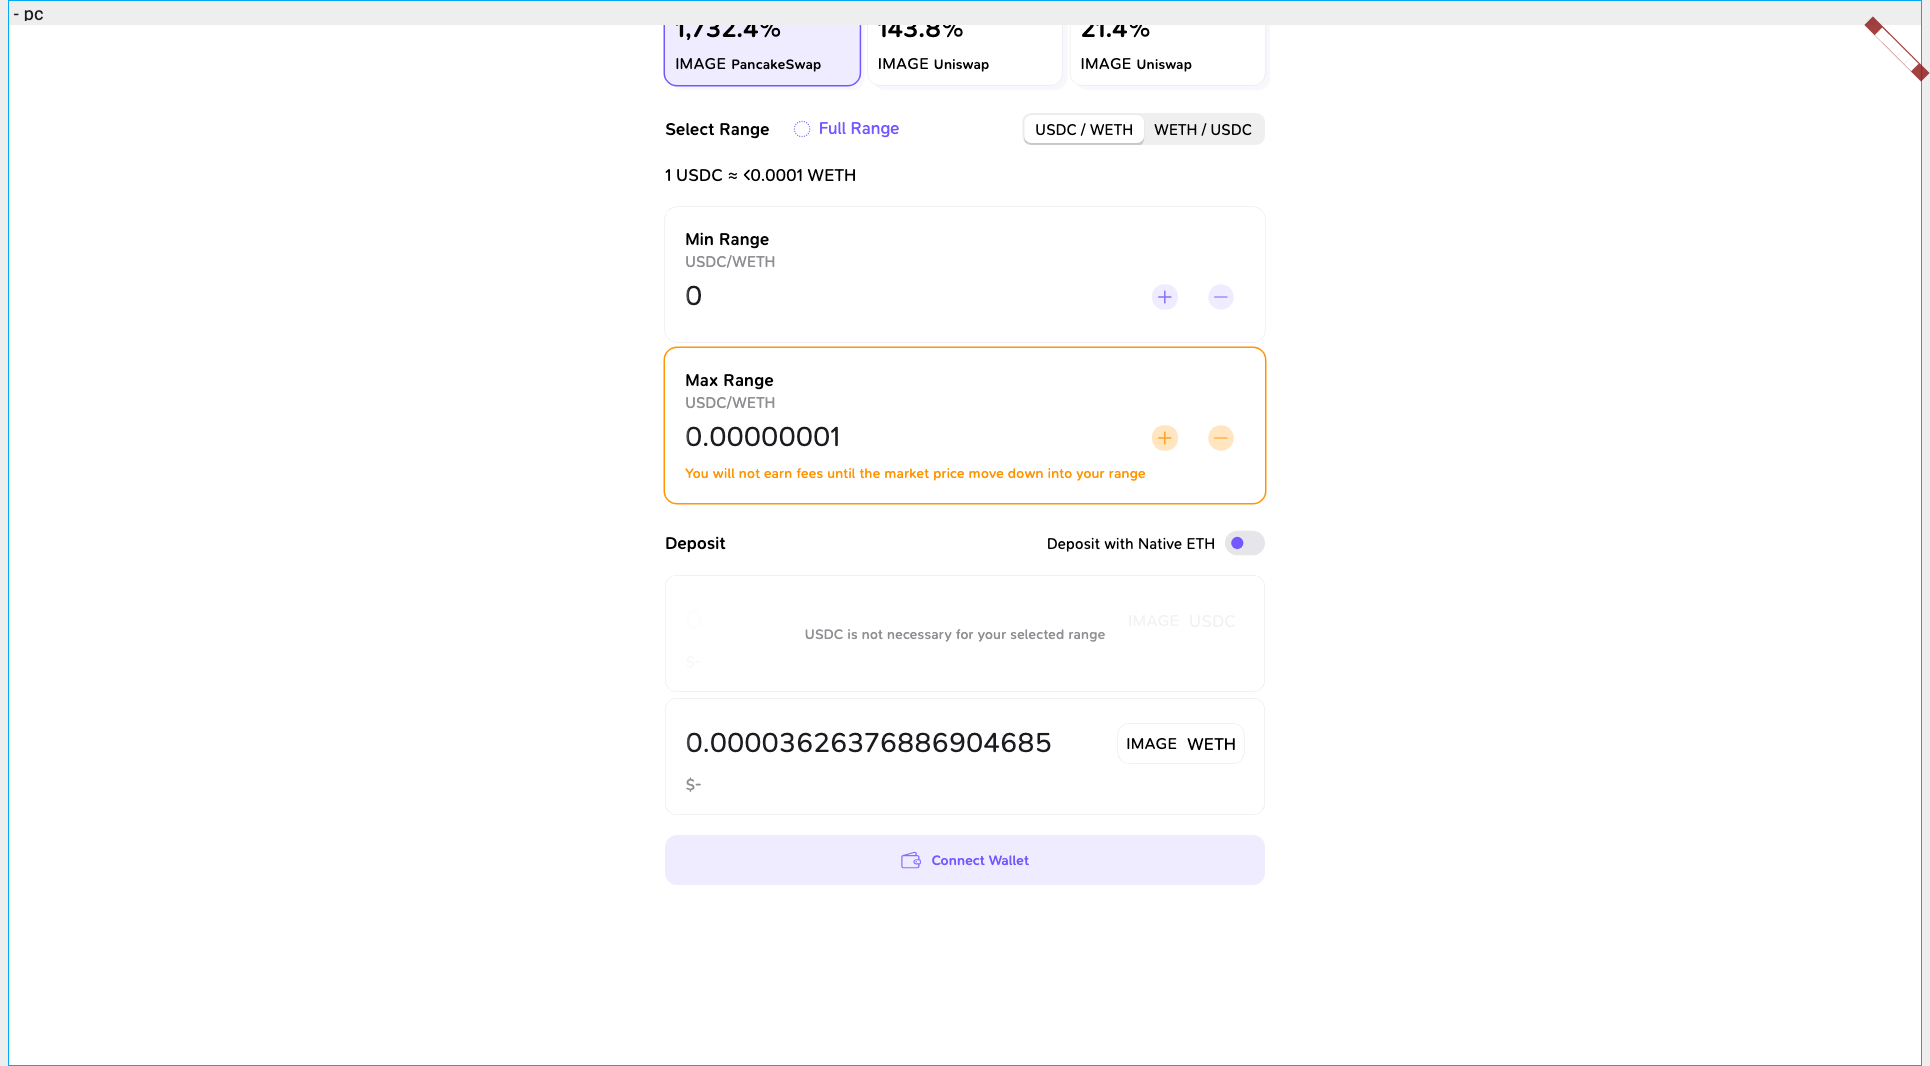 - pc
1,732.4%
143.8%
21.4%
IMAGE PancakeSwap
IMAGE Uniswap
IMAGE Uniswap
Select Range
Full Range
USDC / WETH
WETH / USDC
1 USDC ≈ <0.0001 WETH
Min Range
USDC/WETH
0
Max Range
USDC/WETH
0.00000001
You will not earn fees until the market price move down into your range
Deposit
Deposit with Native ETH
0
IMAGE USDC
USDC is not necessary for your selected range
$-
0.00003626376886904685
IMAGE WETH
$-
Connect Wallet